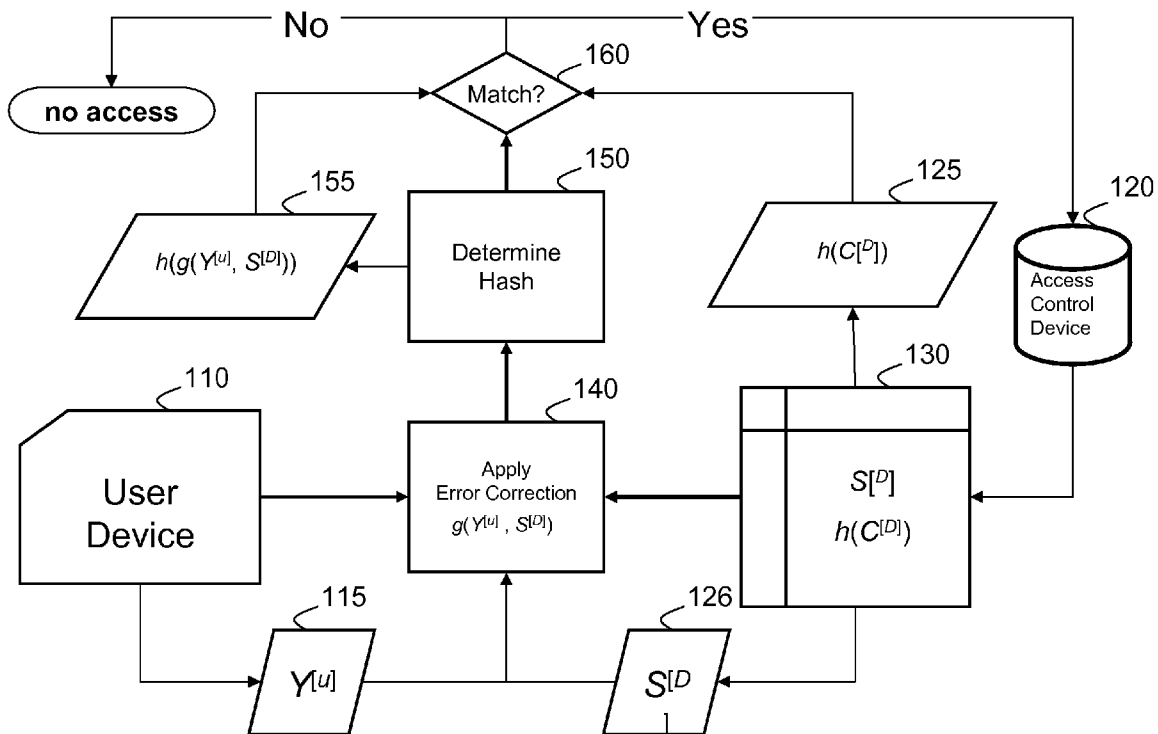 No
Yes
160
no access
Match?
150
155
125
120
h(g(Y[u], S[D]))
Determine
Hash
h(C[D])
Access
Control
Device
110
140
130
User
Device
Apply
Error Correction
g(Y[u] , S[D])
S[D]
h(C[D])
115
126
Y[u]
S[D
]